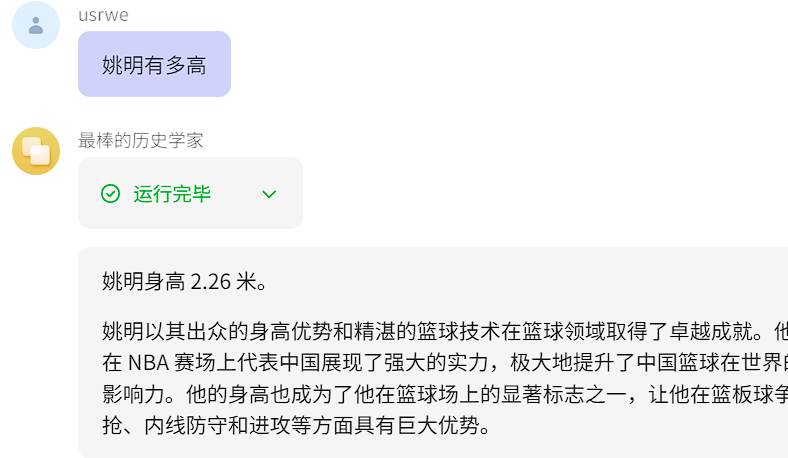 usrwe
姚明有多高
最棒的历史学家
运行完毕
姚明身高 2.26 米。
姚明以其出众的身高优势和精湛的篮球技术在篮球领域取得了卓越成就。他
在 NBA 赛场上代表中国展现了强大的实力，极大地提升了中国篮球在世界的
影响力。他的身高也成为了他在篮球场上的显著标志之一，让他在篮板球争
抢、内线防守和进攻等方面具有巨大优势。